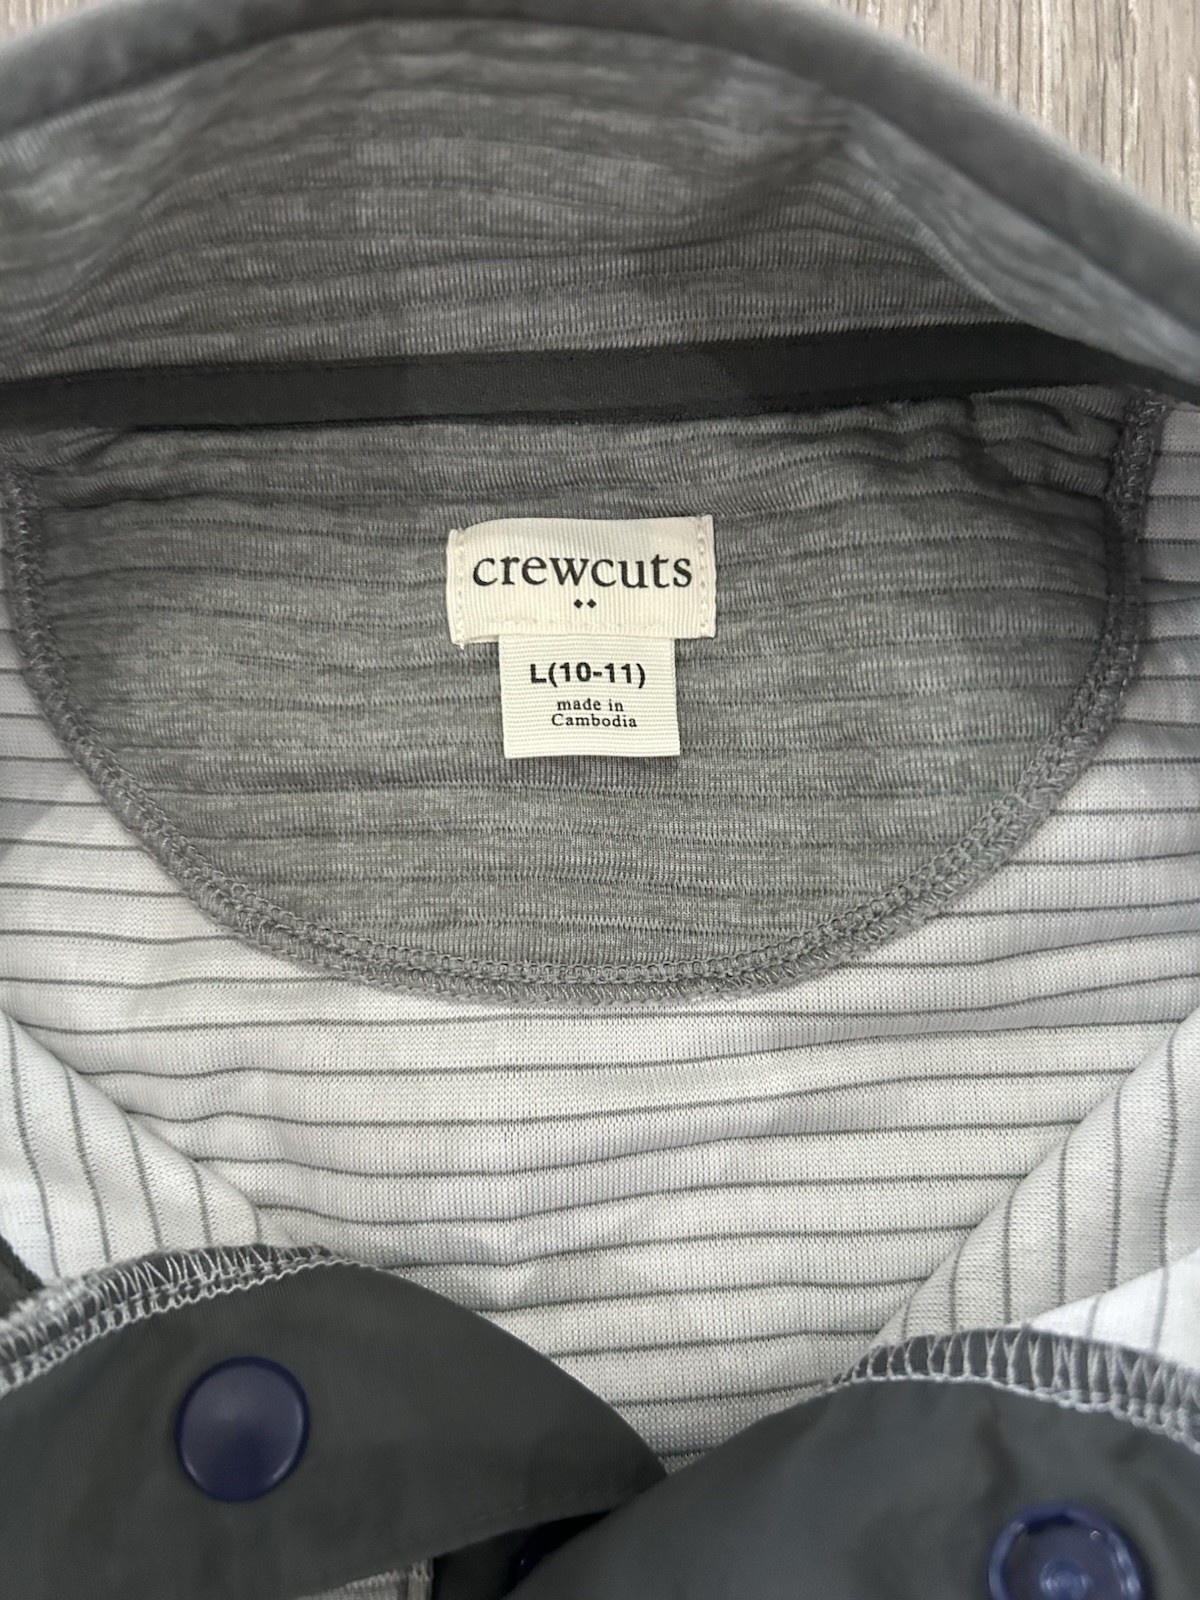 crewcuts
L(10-11)
made in
Cambodia